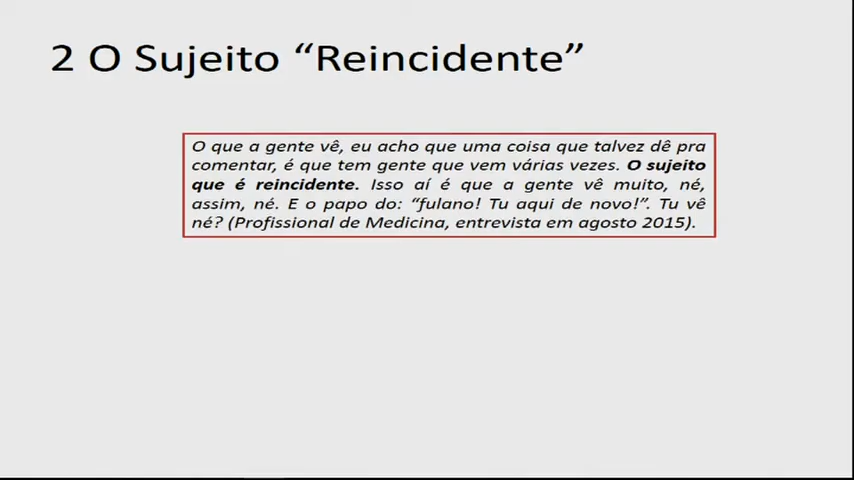 2 O Sujeito “Reincidente”
O que a gente vê, eu acho que uma coisa que talvez dê pra
comentar, é que tem gente que vem várias vezes. O sujeito
que é reincidente. Isso aí é que a gente vê muito, né,
assim, né. E o papo do: “fulano! Tu aqui de novo!”. Tu vê
né? (Profissional de Medicina, entrevista em agosto 2015).